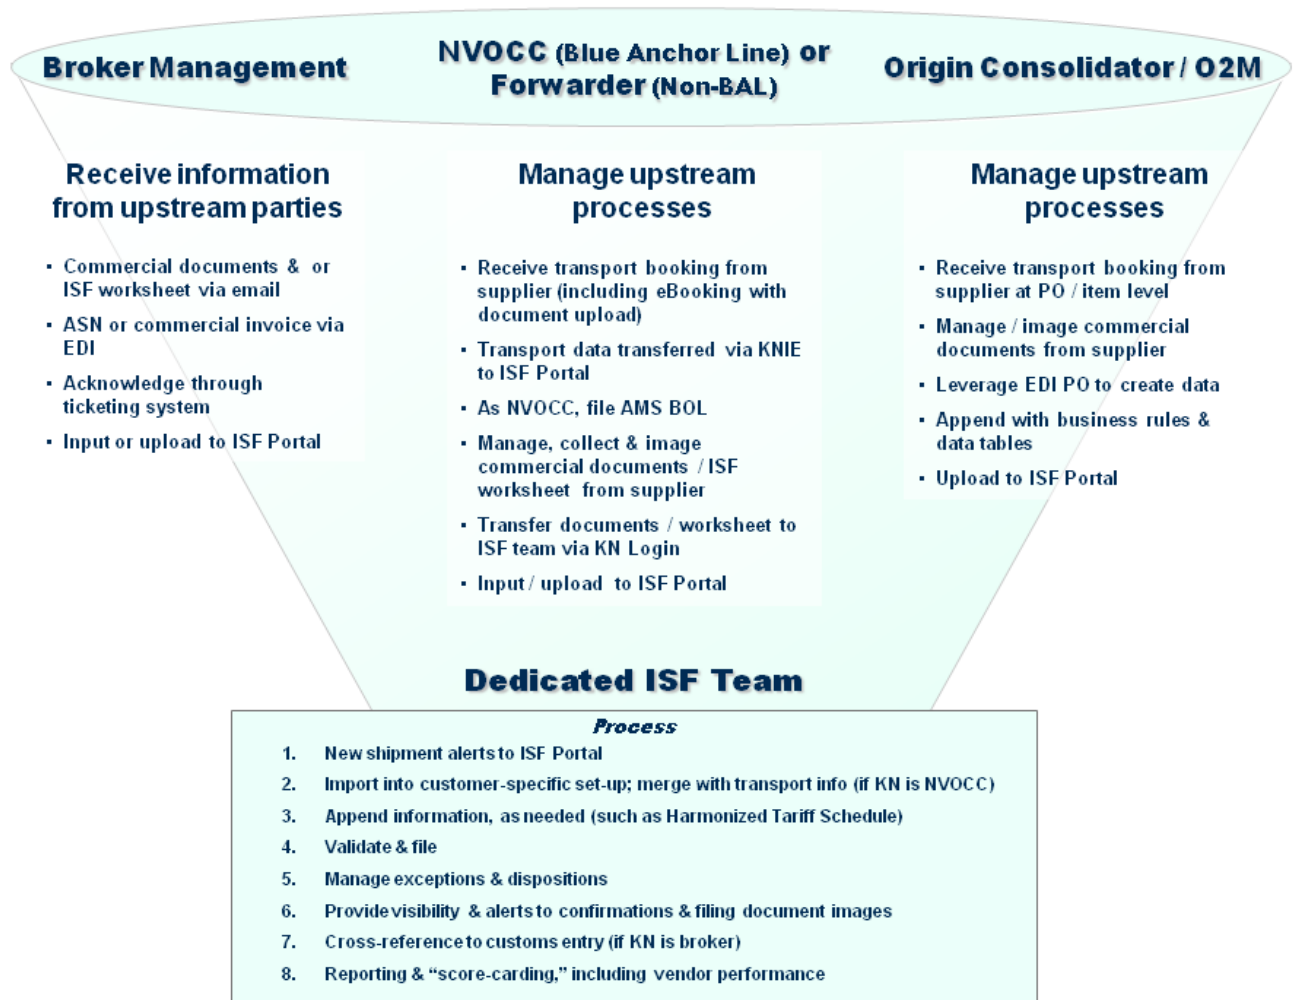 Broker Management
NVOCC (Blue Anchor Line) or
Forwarder (Non-BAL)
Origin Consolidator / O2M
Receive information
from upstream parties
▪ Commercial documents & or
ISF worksheet via email
▪ ASN or commercial invoice via
EDI
▪ Acknowledge through
ticketing system
▪ Input or upload to ISF Portal
Manage upstream
processes
▪ Receive transport booking from
supplier (including eBooking with
document upload)
▪ Transport data transferred via KNIE
to ISF Portal
▪ As NVOCC, file AMS BOL
▪ Manage, collect & image
commercial documents / ISF
worksheet from supplier
▪ Transfer documents / worksheet to
ISF team via KN Login
▪ Input / upload to ISF Portal
Manage upstream
processes
▪ Receive transport booking from
supplier at PO / item level
▪ Manage / image commercial
documents from supplier
▪ Leverage EDI PO to create data
▪ Append with business rules &
data tables
▪ Upload to ISF Portal
Dedicated ISF Team
Process
1. New shipment alerts to ISF Portal
2. Import into customer-specific set-up; merge with transport info (if KN is NVOCC)
3. Append information, as needed (such as Harmonized Tariff Schedule)
4. Validate & file
5. Manage exceptions & dispositions
6. Provide visibility & alerts to confirmations & filing document images
7. Cross-reference to customs entry (if KN is broker)
8. Reporting & “score-carding,” including vendor performance